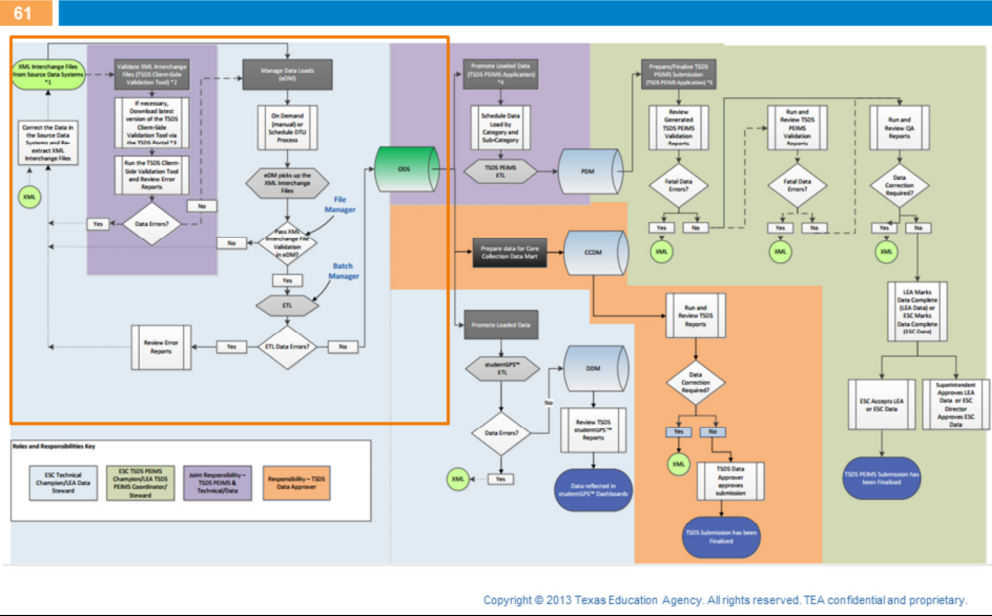 61
XML Interchange Files
from Source Data Systems
*1
Validate XML Interchange
Files (TSDS Client-Side
Validation Tool) *2
If necessary,
Download latest
version of the TSDS
Client-Side
Validation Tool via
the TSDS Portal *3
Run the TSDS Client-
Side Validation Tool
and Review Error
Reports
Data Errors?
Yes
No
Correct the Data in
the Source Data
Systems and Re-
extract XML
Interchange Files
XML
Manage Data Loads
(eDM)
On Demand
(manual) or
Schedule DTU
Process
eDM picks up the
XML Interchange
Files
File
Manager
Pass XML
Interchange File
Validation
in eDM?
No
Yes
Batch
Manager
ETL
ETL Data Errors?
Yes
No
Review Error
Reports
ODS
Promote Loaded Data
(TSDS PEIMS Application)
*4
Schedule Data
Load by
Category and
Sub-Category
TSDS PEIMS
ETL
PDM
Prepare data for Core
Collection Data Mart
CCDM
Promote Loaded Data
studentGPS™
ETL
Data Errors?
No
Yes
XML
DDM
Review TSDS
studentGPS™
Reports
Data reflected in
studentGPS™ Dashboards
Prepare/Finalize TSDS
PEIMS Submission
(TSDS PEIMS Application) *5
Review
Generated TSDS
PEIMS Validation
Reports
Fatal Data
Errors?
Yes
No
XML
Run and
Review TSDS
PEIMS
Validation
Reports
Fatal Data
Errors?
Yes
No
XML
Run and
Review QA
Reports
Data
Correction
Required?
Yes
No
XML
LEA Marks
Data Complete
(LEA Data) or
ESC Marks
Data Complete
(ESC Data)
ESC Accepts LEA
or ESC Data
Superintendent
Approves LEA
Data or ESC
Director
Approves ESC
Data
TSDS PEIMS Submission has
been Finalized
Run and
Review TSDS
Reports
Data
Correction
Required?
Yes
No
XML
TSDS Data
Approver
approves
submission
TSDS Submission has been
Finalized
Roles and Responsibilities Key
ESC Technical
Champion/LEA Data
Steward
ESC TSDS PEIMS
Champion/LEA TSDS
PEIMS Coordinator/
Steward
Joint Responsibility –
TSDS PEIMS &
Technical/Data
Responsibility – TSDS
Data Approver
Copyright © 2013 Texas Education Agency. All rights reserved. TEA confidential and proprietary.